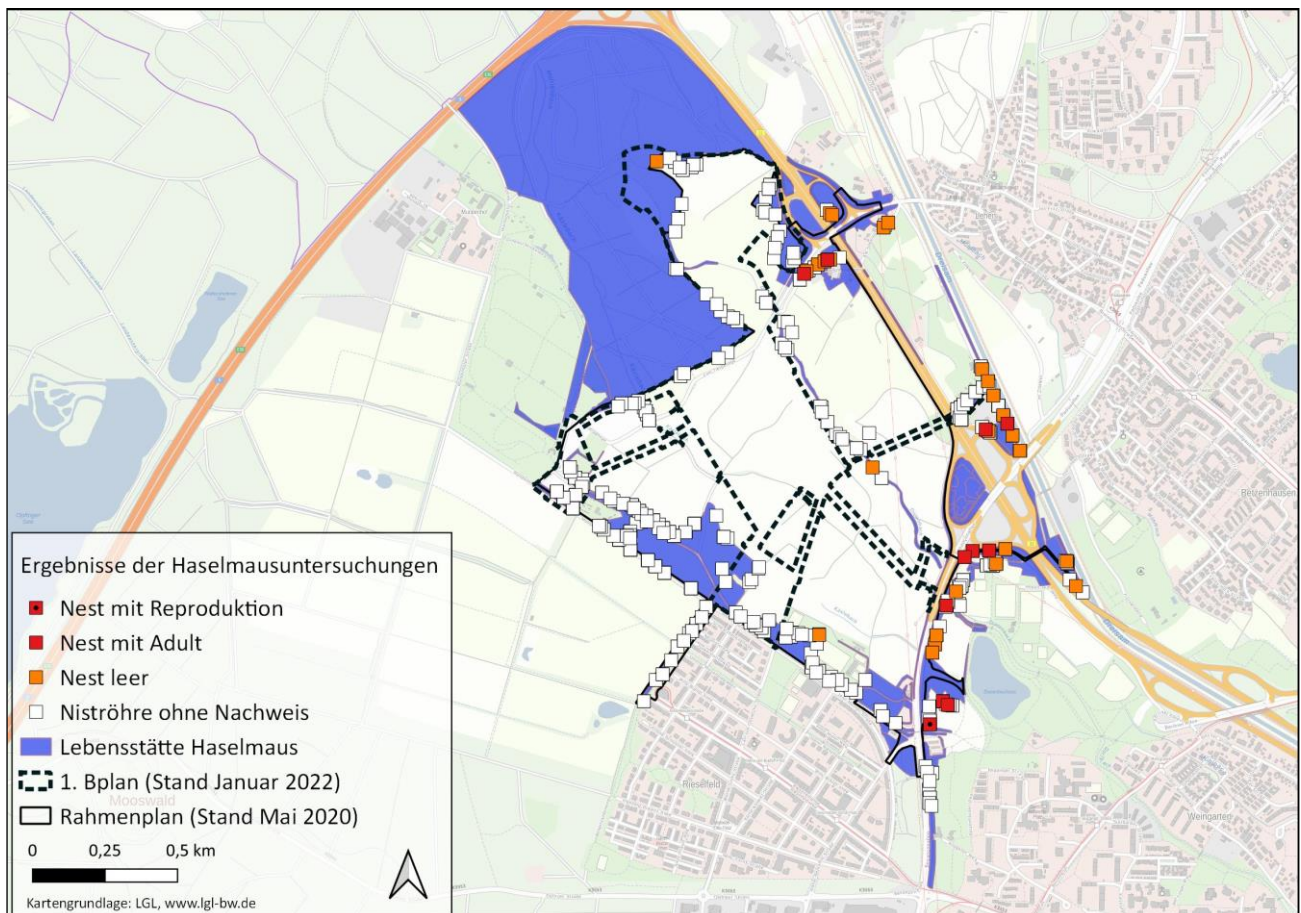 Lehen
Betzenhausen
Ergebnisse der Haselmausuntersuchungen
Nest mit Reproduktion
Nest mit Adult
Nest leer
Niströhre ohne Nachweis
Lebensstätte Haselmaus
1. Bplan (Stand Januar 2022)
Mooswald
Rahmenplan (Stand Mai 2020)
Rieselfeld
Weingarten
0 0,25 0,5 km
Kartengrundlage: LGL, www.lgl-bw.de